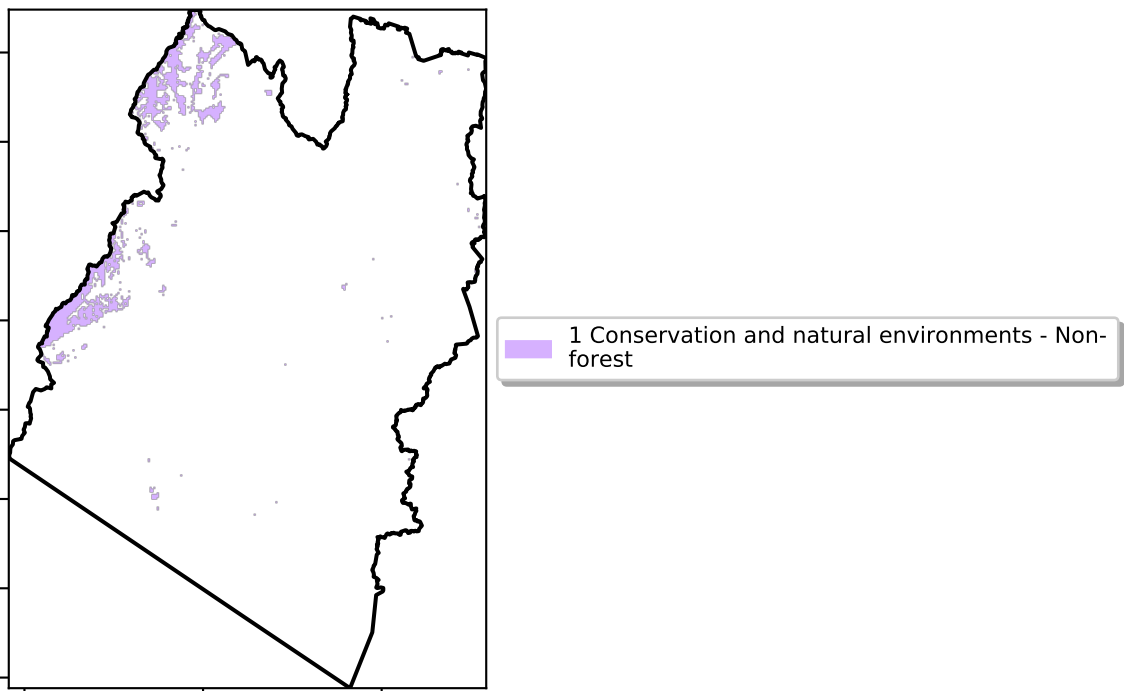 1 Conservation and natural environments - Non-
forest